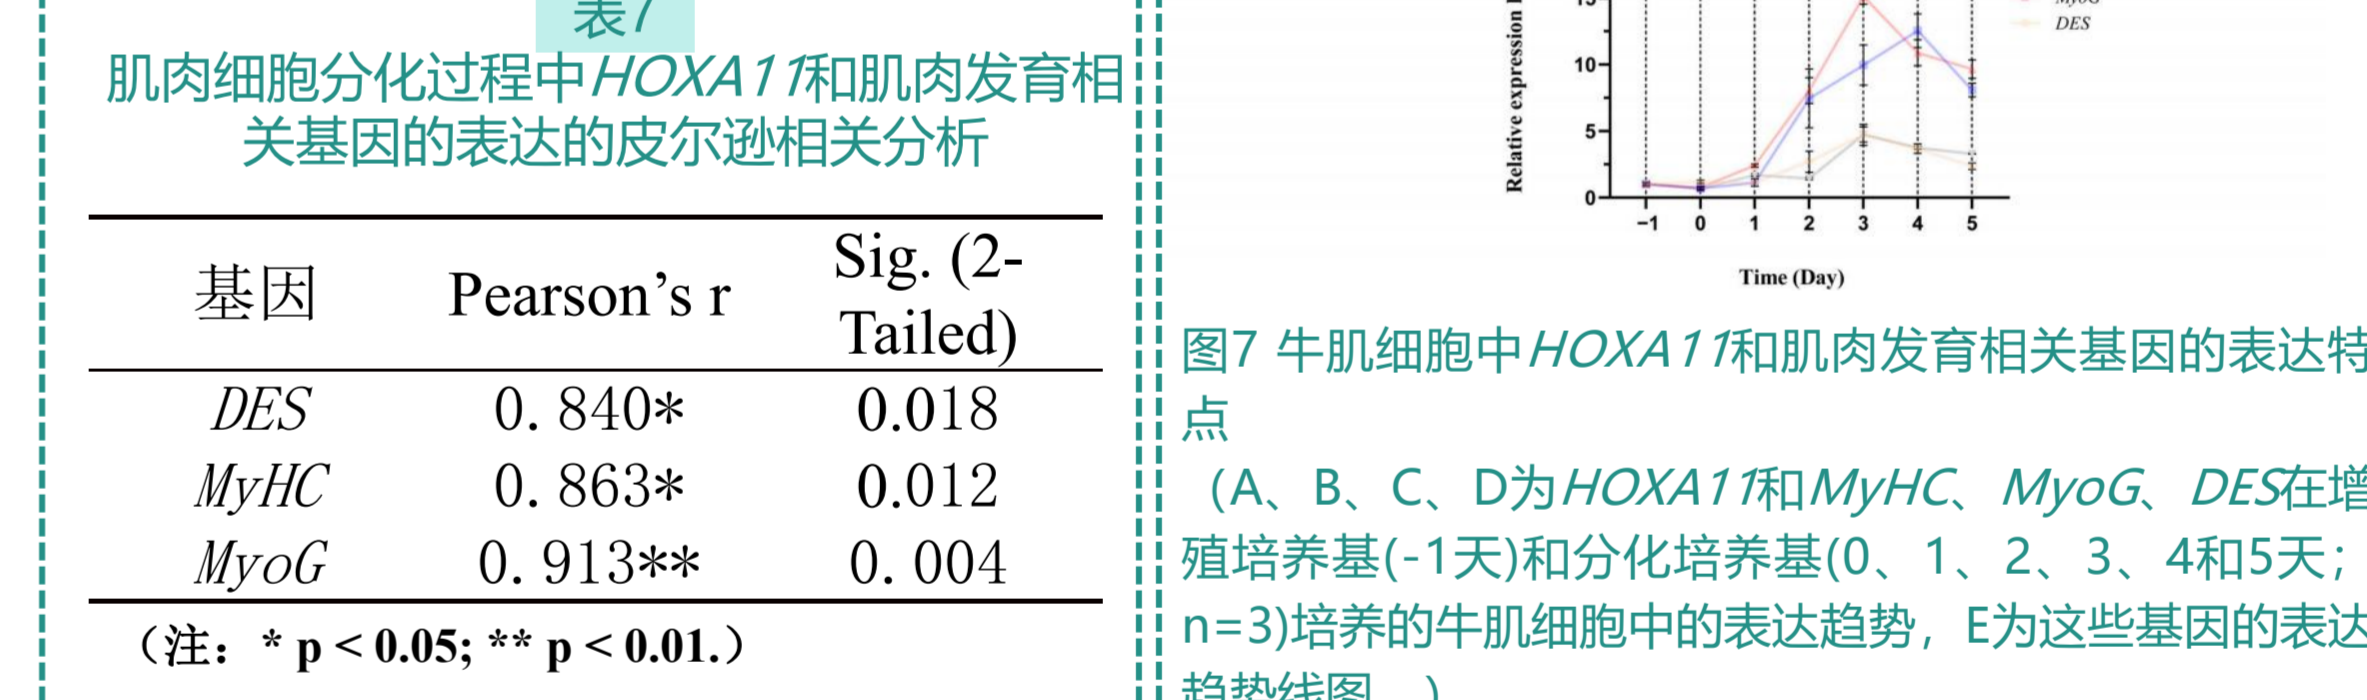 表7
肌肉细胞分化过程中HOXA11和肌肉发育相
关基因的表达的皮尔逊相关分析
基因 Pearson’s r Sig. (2-
Tailed)
DES 0. 840* 0.018
MyHC 0. 863* 0.012
MyoG 0. 913** 0. 004
（注：* p < 0.05; ** p < 0.01.）
Relative expression
DES
10
5
0
-1 0 1 2 3 4 5
Time (Day)
图7 牛肌细胞中HOXA11和肌肉发育相关基因的表达特
点
（A、B、C、D为HOXA11和MyHC、MyoG、DES在增
殖培养基(-1天)和分化培养基(0、1、2、3、4和5天；
n=3)培养的牛肌细胞中的表达趋势，E为这些基因的表达
趋势线图。）